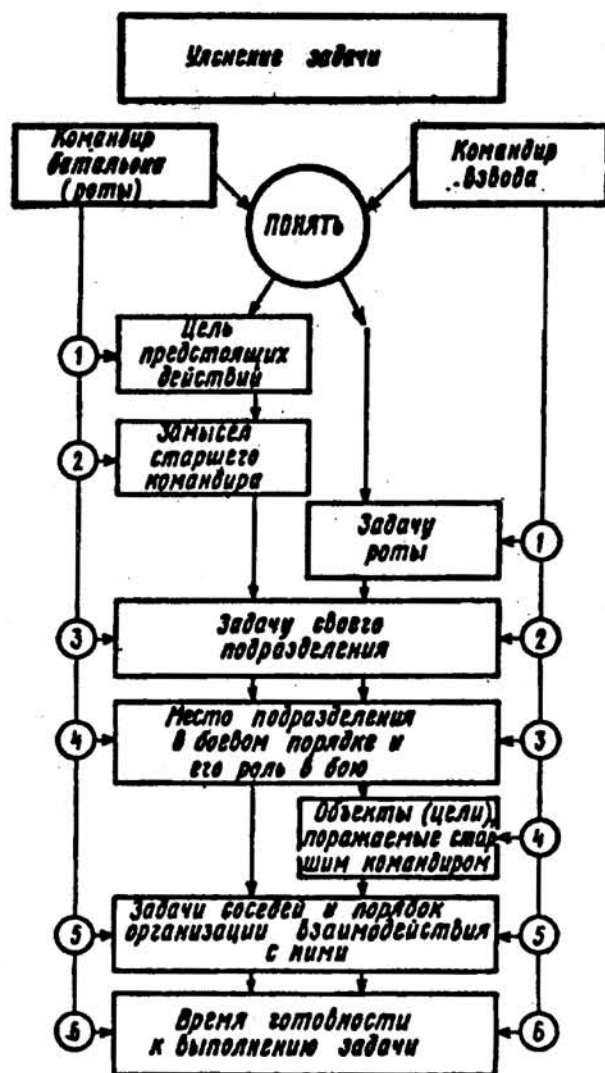 Уяснение задачи
Командир
батальона
(роты)
Командир
взвода
ПОНЯТЬ
Цель
предстоящих
действий
1
Замысел
старшего
командира
2
Задачу
роты
1
3
Задачу своего
подразделения
2
4
Место подразделения
в боевом порядке и
его роль в бою
3
Объекты (цели),
поражаемые стар
шим командиром
4
5
Задачи соседей и порядок
организации взаимодействия
с ними
5
6
Время готовности
к выполнению задачи
6